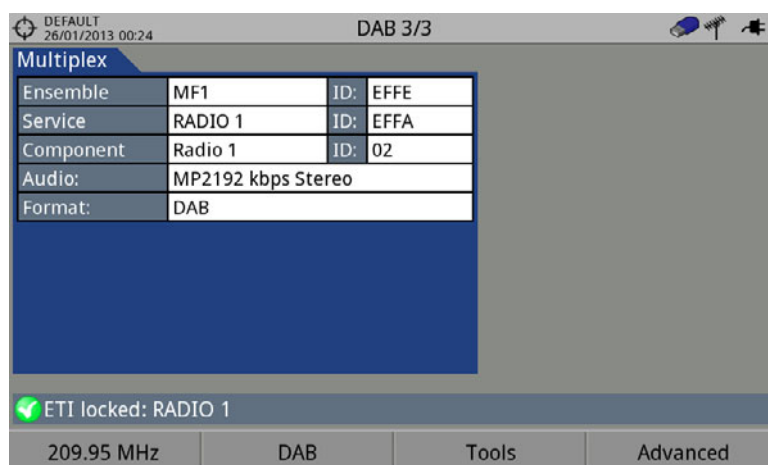 DEFAULT
26/01/2013 00:24
DAB 3/3
Multiplex
Ensemble MF1 ID: EFFE
Service RADIO 1 ID: EFFA
Component Radio 1 ID: 02
Audio: MP2192 kbps Stereo
Format: DAB
ETI locked: RADIO 1
209.95 MHz DAB Tools Advanced